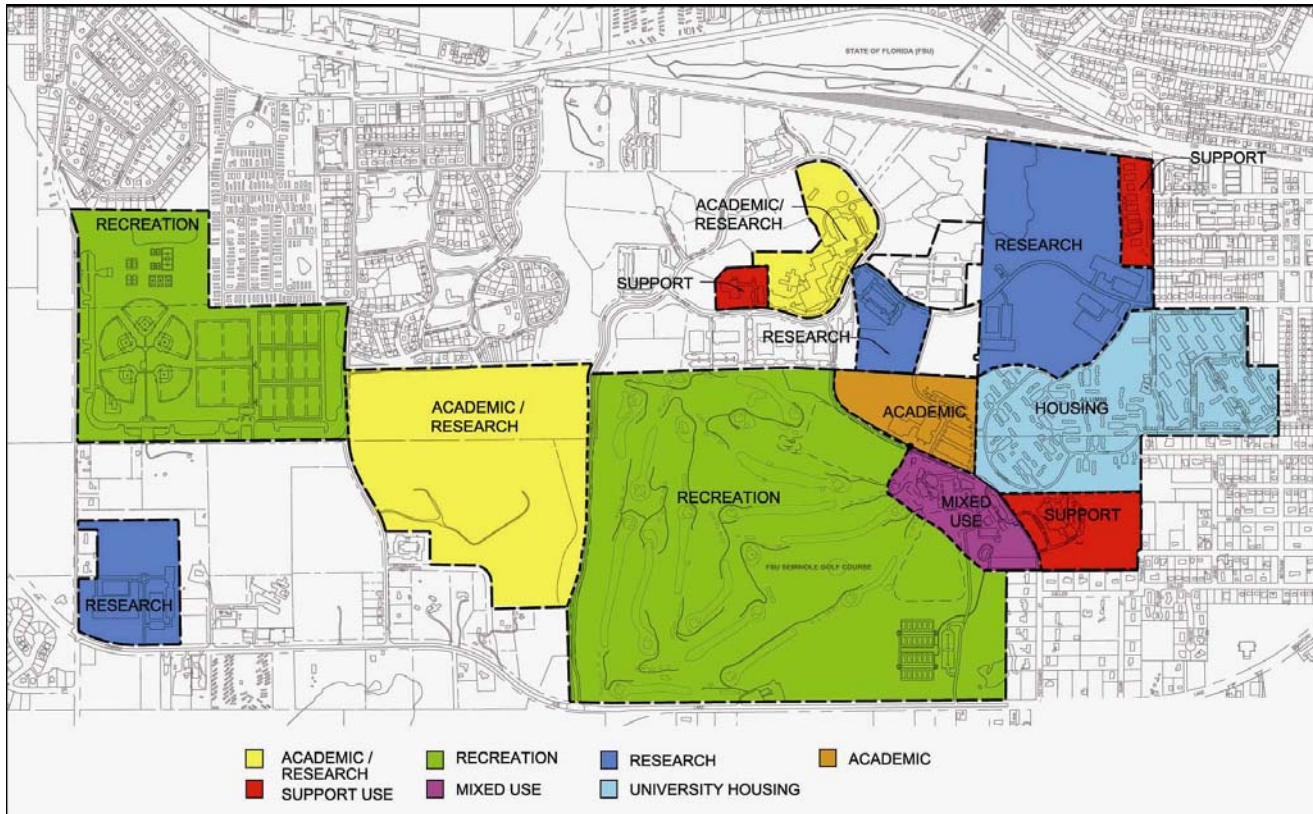 STATE OF FLORIDA (FSU)
SUPPORT
RECREATION
ACADEMIC/
RESEARCH
RESEARCH
SUPPORT
RESEARCH
ACADEMIC /
RESEARCH
ACADEMIC
HOUSING
ALUMNI
RECREATION
MIXED
USE
SUPPORT
FSU SEMINOLE GOLF COURSE
RESEARCH
ACADEMIC /
RESEARCH
RECREATION
RESEARCH
ACADEMIC
SUPPORT USE
MIXED USE
UNIVERSITY HOUSING